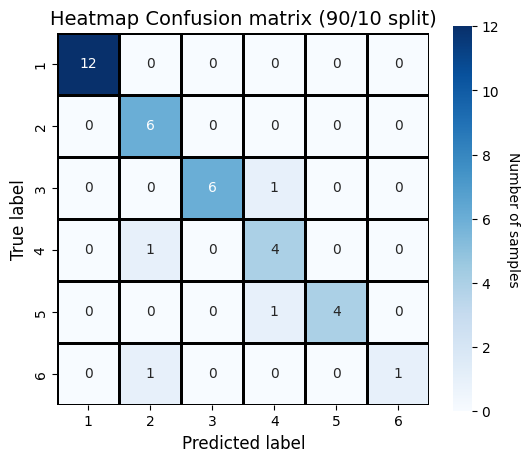 Heatmap Confusion matrix (90/10 split)
12 0 0 0 0 0
0 6 0 0 0 0
0 0 6 1 0 0
0 1 0 4 0 0
0 0 0 1 4 0
0 1 0 0 0 1
1
2
3
4
5
6
True label
1 2 3 4 5 6
Predicted label
12
10
8
6
4
2
0
Number of samples